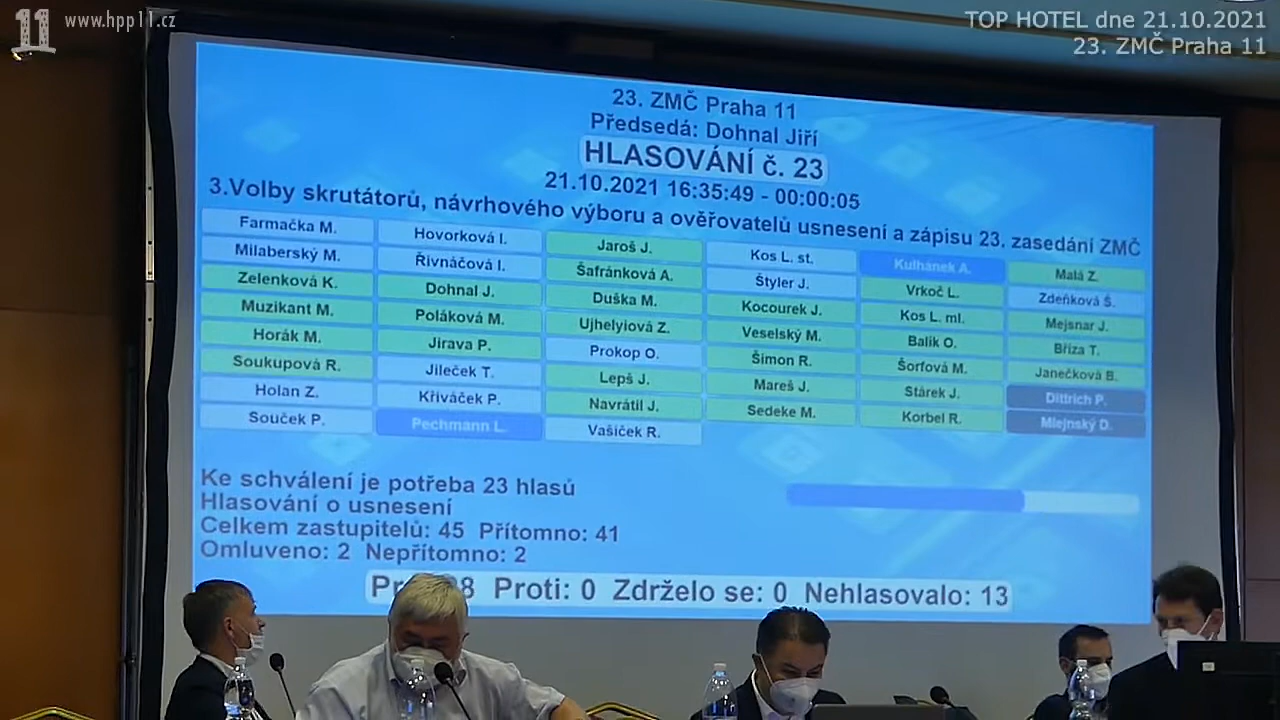 11 www.hpp11.cz
TOP HOTEL dne 21.10.2021
23. ZMČ Praha 11
23. ZMČ Praha 11
Předsedá: Dohnal Jiří
HLASOVÁNÍ č. 23
21.10.2021 16:35:49 - 00:00:05
3.Volby skrutátorů, návrhového výboru a ověřovatelů usnesení a zápisu 23. zasedání ZMČ
Farmačka M. Hovorková I. Jaroš J. Kos L. st. Kulhánek A. Malá Z.
Milaberský M. Řivnáčová I. Šafránková A. Štyler J. Vrkoč L. Zdeňková Š.
Zelenková K. Dohnal J. Duška M. Kocourek J. Kos L. ml. Mejsnar J.
Muzikant M. Poláková M. Ujhelyiová Z. Veselský M. Balík O. Bříza T.
Horák M. Jirava P. Prokop O. Šimon R. Šorfová M. Janečková B.
Soukupová R. Jileček T. Lepš J. Mareš J. Stárek J. Dittrich P.
Holan Z. Křiváček P. Navrátil J. Sedeke M. Korbel R. Mlejnský D.
Souček P. Pechmann L. Vašíček R.
Ke schválení je potřeba 23 hlasů
Hlasování o usnesení
Celkem zastupitelů: 45 Přítomno: 41
Omluveno: 2 Nepřítomno: 2
Proti: 0 Zdrželo se: 0 Nehlasovalo: 13